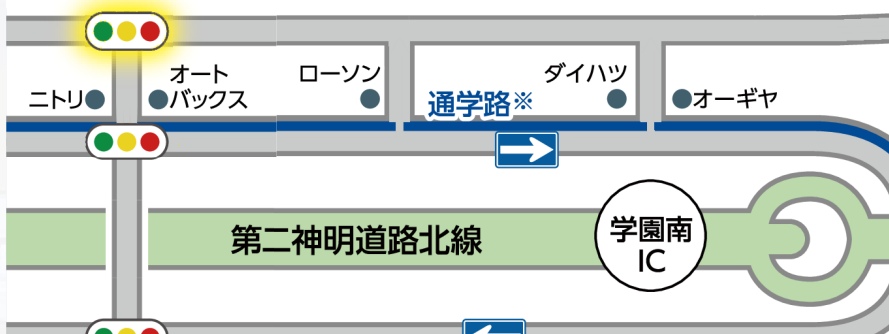 ニトリ
オート
バックス
ローソン
通学路※
ダイハツ
オーギヤ
第二神明道路北線
学園南
IC